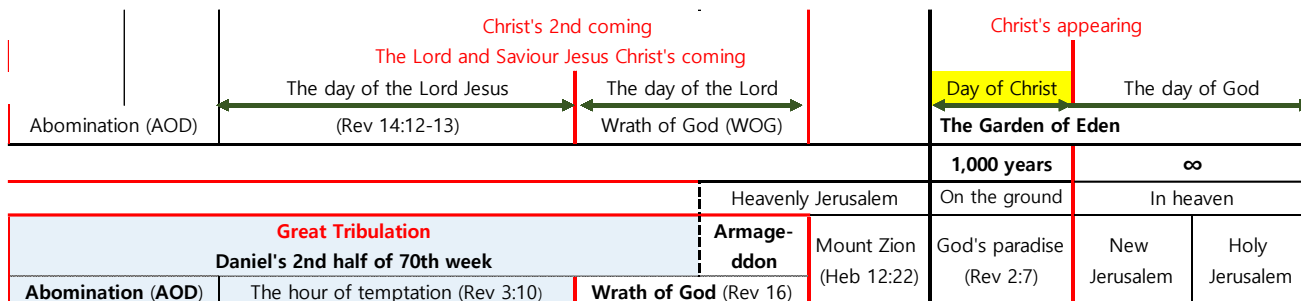 Christ's 2nd coming Christ's appearing
The Lord and Saviour Jesus Christ's coming
The day of the Lord Jesus The day of the Lord Day of Christ The day of God
Abomination (AOD) (Rev 14:12-13) Wrath of God (WOG) The Garden of Eden
1,000 years ∞
Heavenly Jerusalem On the ground In heaven
Great Tribulation Armage-
Daniel's 2nd half of 70th week ddon
Mount Zion God's paradise New Holy
(Heb 12:22) (Rev 2:7) Jerusalem Jerusalem
Abomination (AOD) The hour of temptation (Rev 3:10) Wrath of God (Rev 16)